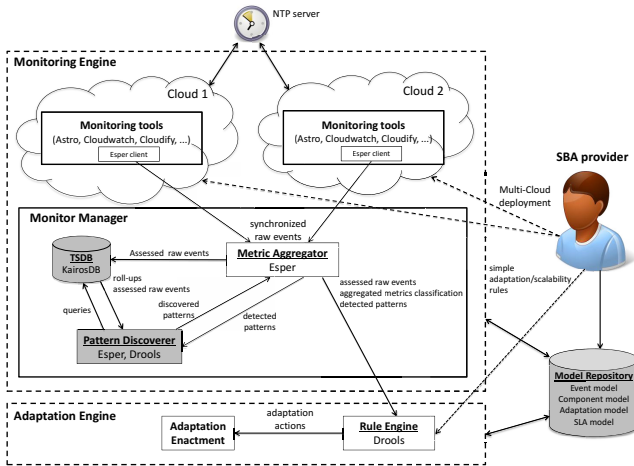 NTP server
Monitoring Engine
Cloud 1
Cloud 2
Monitoring tools
(Astro, Cloudwatch, Cloudify, ...)
Esper client
Monitoring tools
(Astro, Cloudwatch, Cloudify, ...)
Esper client
SBA provider
Multi-Cloud
deployment
Monitor Manager
synchronized
raw events
TSDB
KairosDB
Assessed raw events
Metric Aggregator
Esper
roll-ups
assessed raw events
queries
discovered
patterns
detected
patterns
assessed raw events
aggregated metrics classification
detected patterns
simple
adaptation/scalability
rules
Pattern Discoverer
Esper, Drools
Model Repository
Event model
Component model
Adaptation model
SLA model
Adaptation Engine
Adaptation
Enactment
adaptation
actions
Rule Engine
Drools